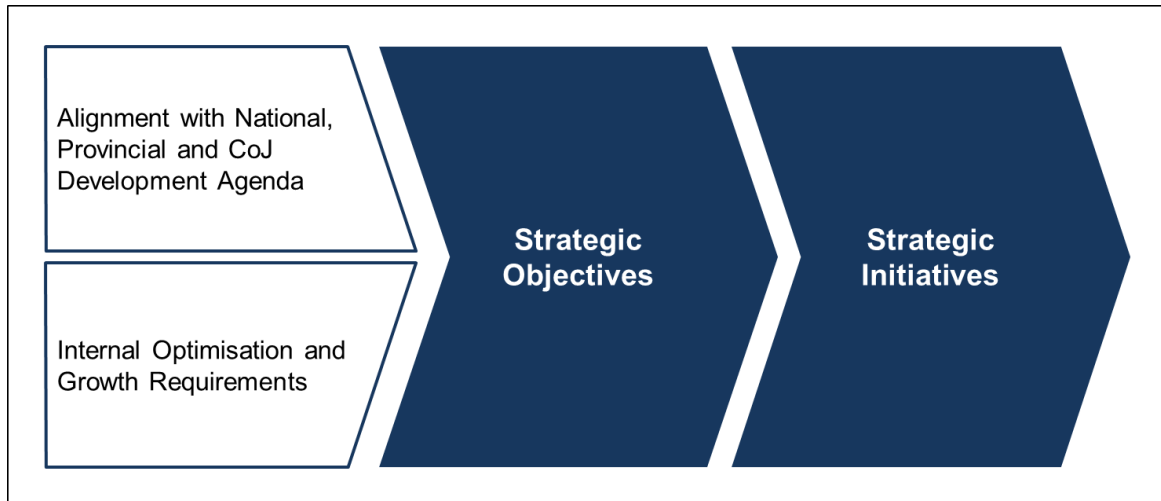 Alignment with National,
Provincial and CoJ
Development Agenda
Internal Optimisation and
Growth Requirements
Strategic
Objectives
Strategic
Initiatives